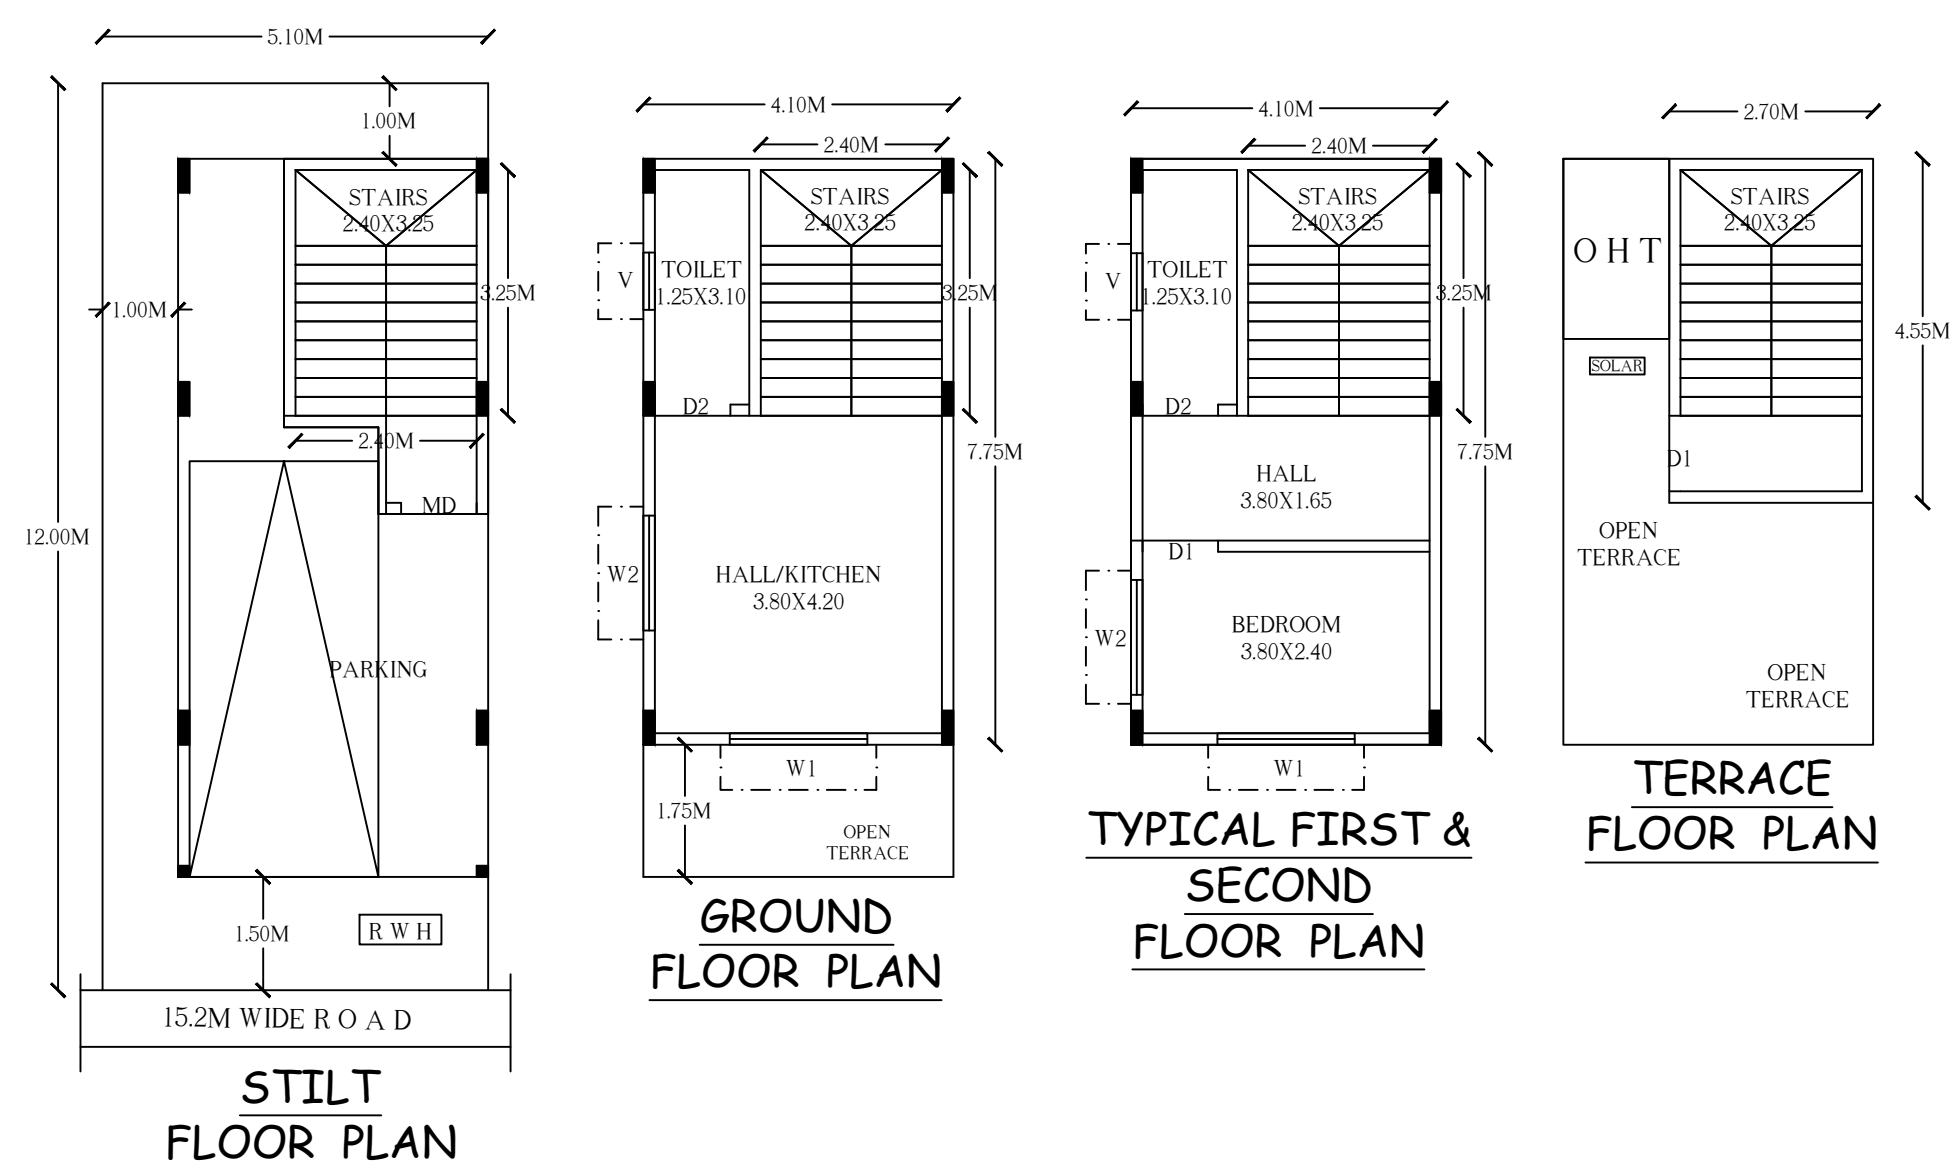 5.10M
1.00M
STAIRS
2.40X3.25
3.25M
1.00M
2.40M
MD
12.00M
PARKING
1.50M
R W H
15.2M WIDE R O A D
STILT
FLOOR PLAN
4.10M
2.40M
STAIRS
2.40X3.25
V
TOILET
1.25X3.10
3.25M
D2
7.75M
W2
HALL/KITCHEN
3.80X4.20
W1
1.75M
OPEN
TERRACE
GROUND
FLOOR PLAN
4.10M
2.40M
STAIRS
2.40X3.25
V
TOILET
1.25X3.10
3.25M
D2
7.75M
HALL
3.80X1.65
D1
W2
BEDROOM
3.80X2.40
W1
TYPICAL FIRST &
SECOND
FLOOR PLAN
2.70M
STAIRS
2.40X3.25
O H T
4.55M
SOLAR
D1
OPEN
TERRACE
OPEN
TERRACE
TERRACE
FLOOR PLAN